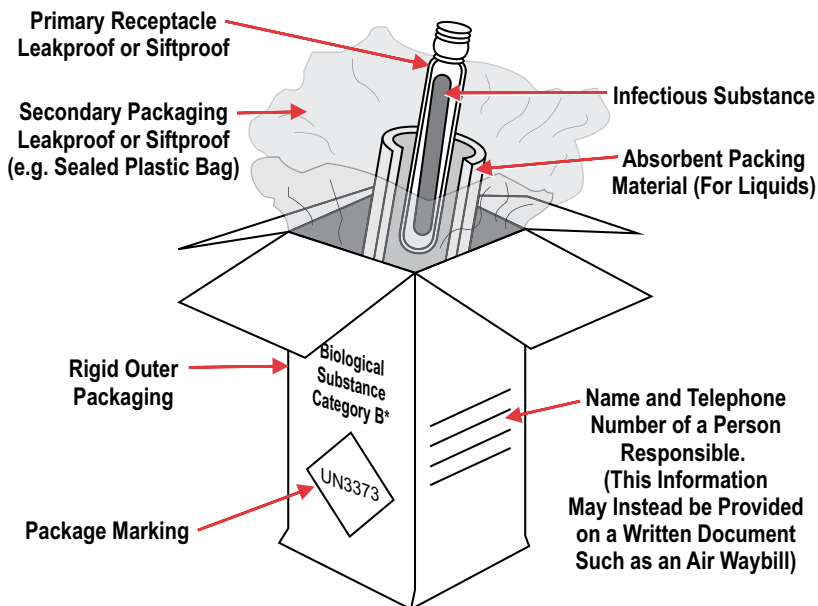 Primary Receptacle
Leakproof or Siftproof
Secondary Packaging
Leakproof or Siftproof
(e.g. Sealed Plastic Bag)
Infectious Substance
Absorbent Packing
Material (For Liquids)
Rigid Outer
Packaging
Biological
Substance
Category B*
UN3373
Package Marking
Name and Telephone
Number of a Person
Responsible.
(This Information
May Instead be Provided
on a Written Document
Such as an Air Waybill)